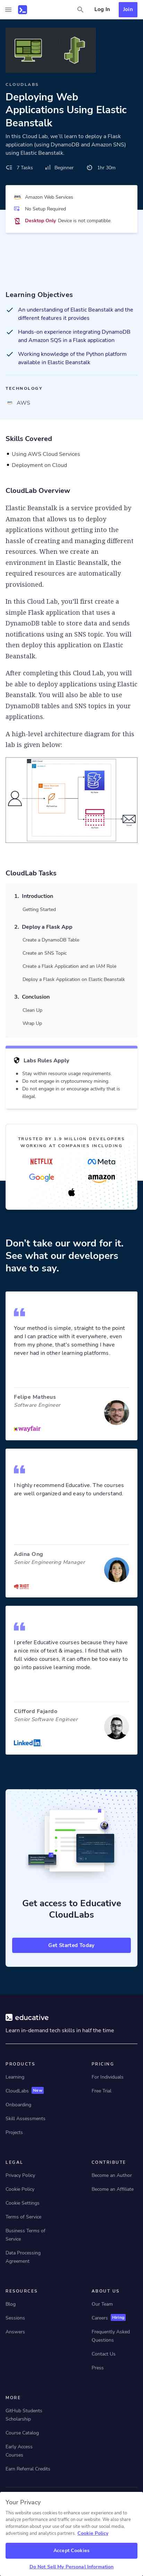 Log In
Join
CLOUDLABS
Deploying Web
Applications Using Elastic
Beanstalk
In this Cloud Lab, we'll learn to deploy a Flask
application (using DynamoDB and Amazon SNS)
using Elastic Beanstalk.
7 Tasks
Beginner
1hr 30m
Amazon Web Services
No Setup Required
Desktop Only Device is not compatible.
Learning Objectives
An understanding of Elastic Beanstalk and the
different features it provides
Hands-on experience integrating DynamoDB
and Amazon SQS in a Flask application
Working knowledge of the Python platform
available in Elastic Beanstalk
TECHNOLOGY
AWS
Skills Covered
Using AWS Cloud Services
Deployment on Cloud
CloudLab Overview
Elastic Beanstalk is a service provided by
Amazon that allows us to deploy
applications without getting into the
hassle of creating and managing different
resources. When we create an
environment in Elastic Beanstalk, the
required resources are automatically
provisioned.
In this Cloud Lab, you'll first create a
simple Flask application that uses a
DynamoDB table to store data and sends
notifications using an SNS topic. You will
then deploy this application on Elastic
Beanstalk.
After completing this Cloud Lab, you will
be able to deploy applications using Elastic
Beanstalk. You will also be able to use
DynamoDB tables and SNS topics in your
applications.
A high-level architecture diagram for this
lab is given below:
CloudLab Tasks
1. Introduction
Getting Started
2. Deploy a Flask App
Create a DynamoDB Table
Create an SNS Topic
Create a Flask Application and an IAM Role
Deploy a Flask Application on Elastic Beanstalk
3. Conclusion
Clean Up
Wrap Up
Labs Rules Apply
Stay within resource usage requirements.
Do not engage in cryptocurrency mining.
Do not engage in or encourage activity that is
illegal.
TRUSTED BY 1.9 MILLION DEVELOPERS
WORKING AT COMPANIES INCLUDING
NETFLIX
Meta
Google
amazon
Don't take our word for it.
See what our developers
have to say.
Your method is simple, straight to the point
and I can practice with it everywhere, even
from my phone, that's something I have
never had in other learning platforms.
Felipe Matheus
Software Engineer
wayfair
I highly recommend Educative. The courses
are well organized and easy to understand.
Adina Ong
Senior Engineering Manager
RIOT
I prefer Educative courses because they have
a nice mix of text & images. I find that with
full video courses, it can often be too easy to
go into passive learning mode.
Clifford Fajardo
Senior Software Engineer
LinkedIn
Get access to Educative
CloudLabs
Get Started Today
educative
Learn in-demand tech skills in half the time
PRODUCTS
Learning
CloudLabs New
Onboarding
Skill Assessments
Projects
PRICING
For Individuals
Free Trial
LEGAL
Privacy Policy
Cookie Policy
Cookie Settings
Terms of Service
Business Terms of
Service
Data Processing
Agreement
CONTRIBUTE
Become an Author
Become an Affiliate
RESOURCES
Blog
Sessions
Answers
ABOUT US
Our Team
Careers Hiring
Frequently Asked
Questions
Contact Us
Press
MORE
GitHub Students
Scholarship
Course Catalog
Early Access
Courses
Earn Referral Credits
Your Privacy
This website uses cookies to enhance user experience and to
analyze performance and traffic on our website. We also share
information about your use of our site with our social media,
advertising and analytics partners. Cookie Policy
Accept Cookies
Do Not Sell My Personal Information